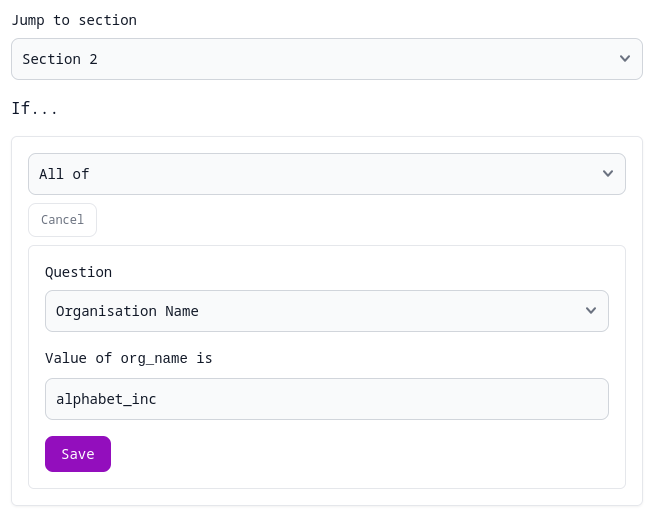 Jump to section
Section 2
If...
All of
Cancel
Question
Organisation Name
Value of org_name is
alphabet_inc
Save